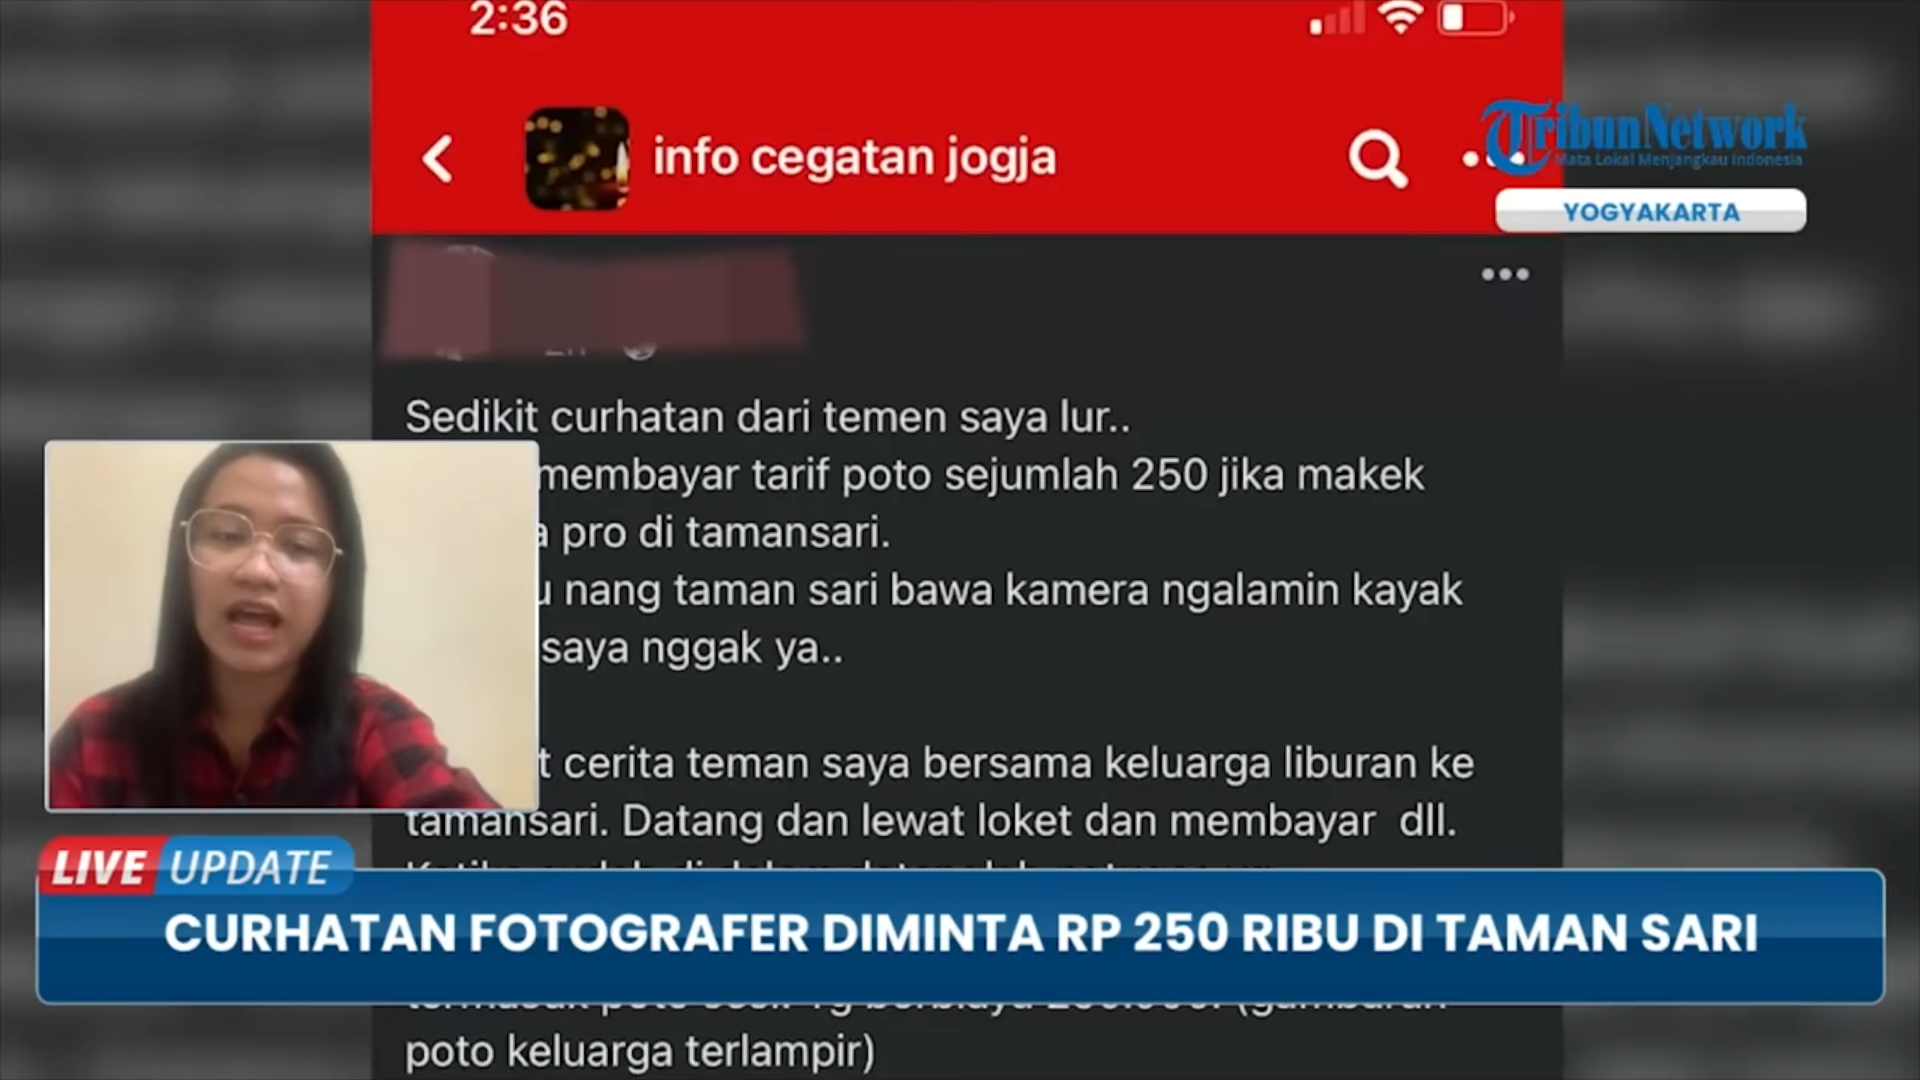 2:36
info cegatan jogja
TribunNetwork
Mata Lokal Menjangkau Indonesia
YOGYAKARTA
Sedikit curhatan dari temen saya lur..
membayar tarif poto sejumlah 250 jika makek
pro di tamansari.
nang taman sari bawa kamera ngalamin kayak
saya nggak ya..
cerita teman saya bersama keluarga liburan ke
tamansari. Datang dan lewat loket dan membayar dll.
LIVE UPDATE
CURHATAN FOTOGRAFER DIMINTA RP 250 RIBU DI TAMAN SARI
poto keluarga terlampir)